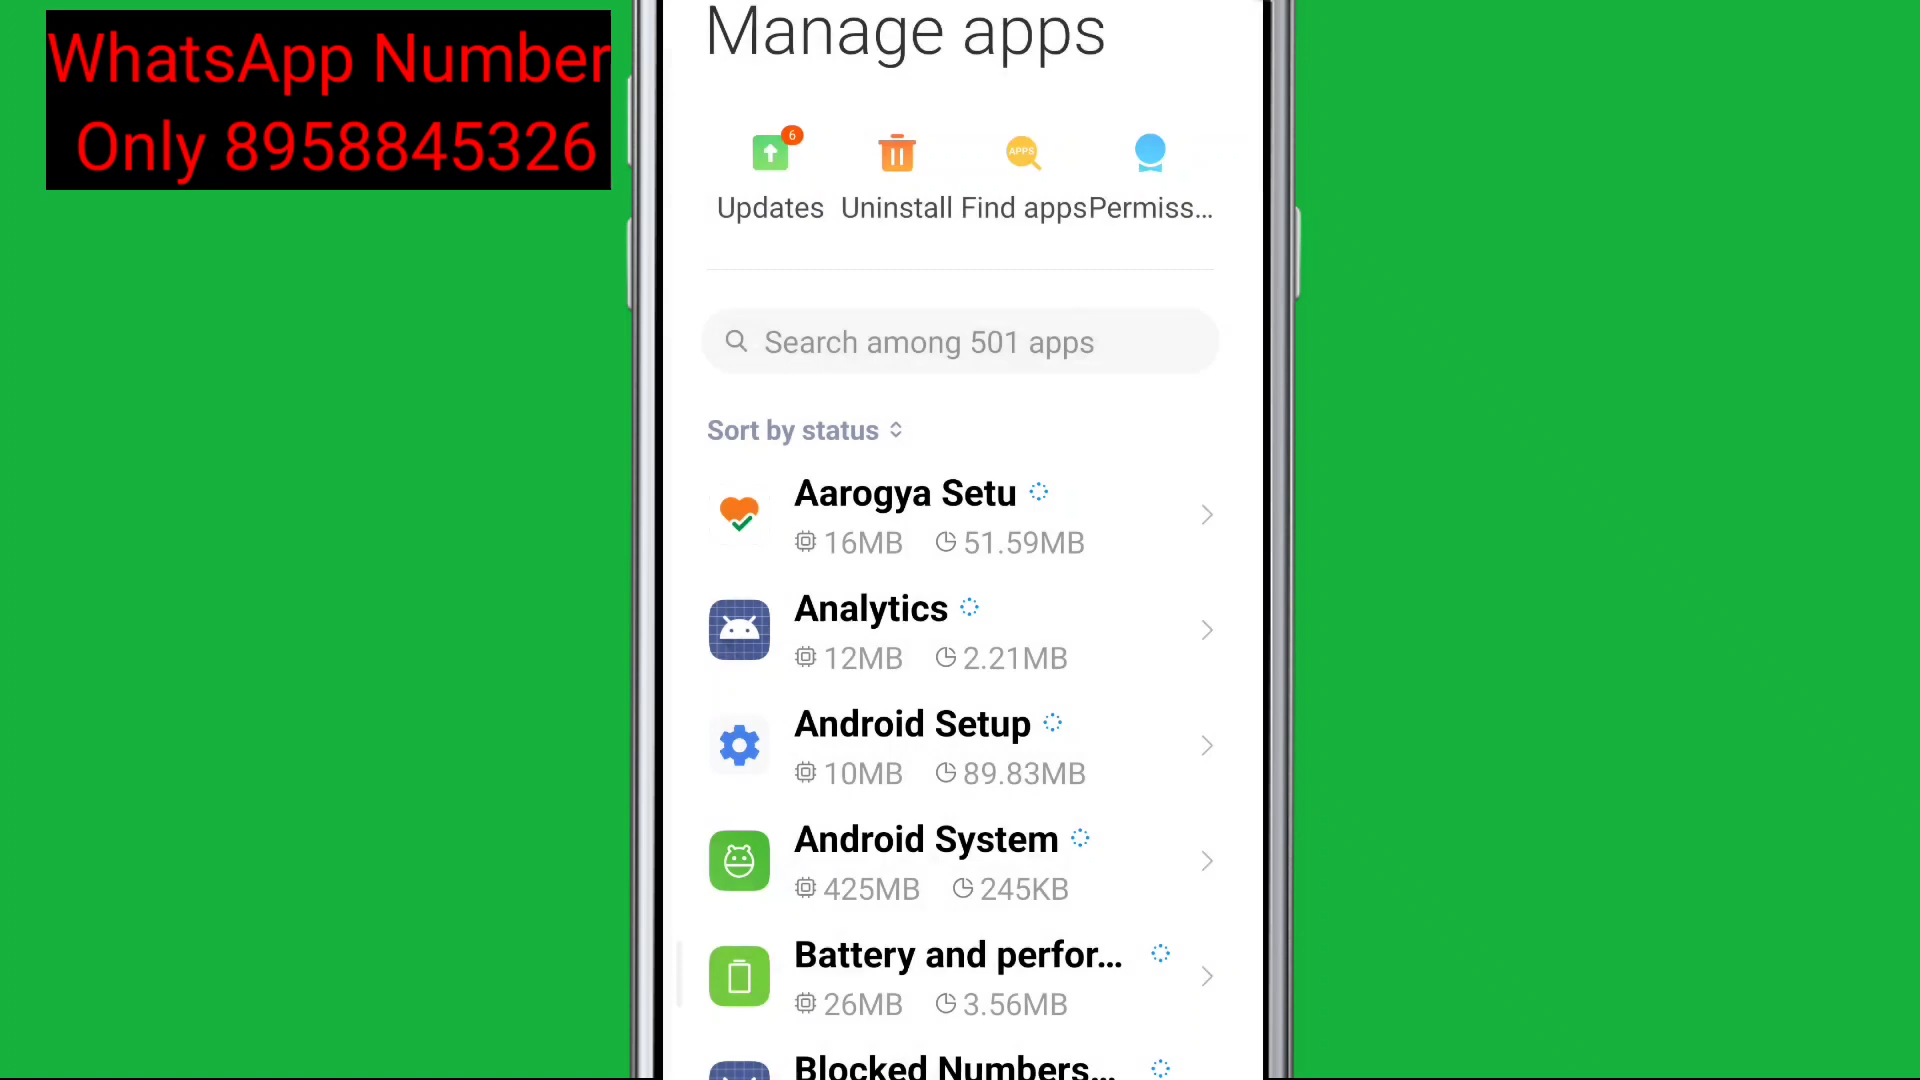 WhatsApp Number
Only 8958845326
Manage apps
6
APPS
Updates Uninstall Find apps Permiss...
Search among 501 apps
Sort by status
Aarogya Setu
16MB 51.59MB
Analytics
12MB 2.21MB
Android Setup
10MB 89.83MB
Android System
425MB 245KB
Battery and perfor...
26MB 3.56MB
Blocked Numbers...